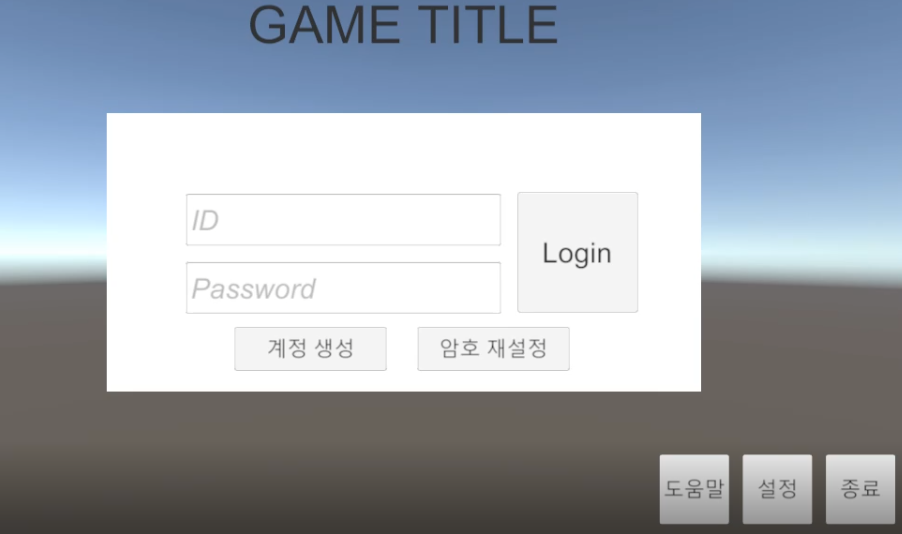 GAME TITLE
ID
Login
Password
계정 생성 암호 재설정
도움말 설정 종료